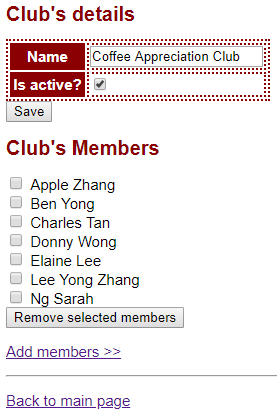 Club's details
Name Coffee Appreciation Club
Is active?
Save
Club's Members
Apple Zhang
Ben Yong
Charles Tan
Donny Wong
Elaine Lee
Lee Yong Zhang
Ng Sarah
Remove selected members
Add members >>
Back to main page